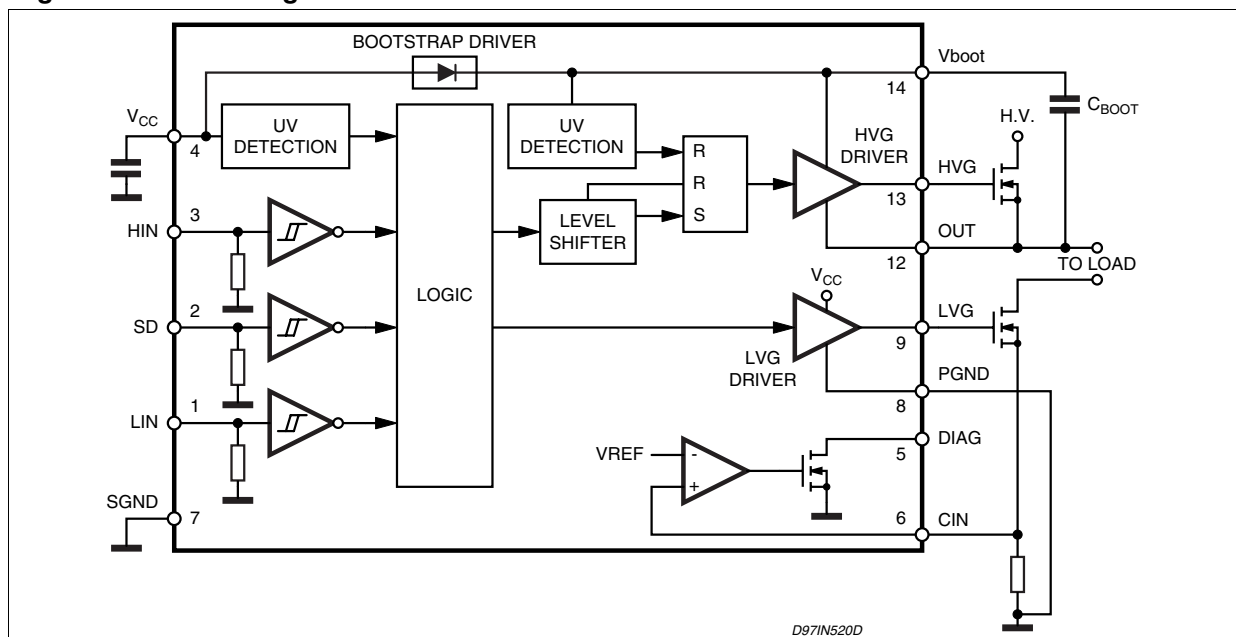 BOOTSTRAP DRIVER
Vboot
14
CBOOT
H.V.
VCC
4
UV
DETECTION
UV
DETECTION
HVG
DRIVER
HVG
13
R
R
S
3
HIN
LEVEL
SHIFTER
OUT
12
TO LOAD
LOGIC
VCC
2
SD
LVG
9
LVG
DRIVER
PGND
8
1
LIN
DIAG
5
VREF
-
+
SGND
7
6
CIN
D97IN520D